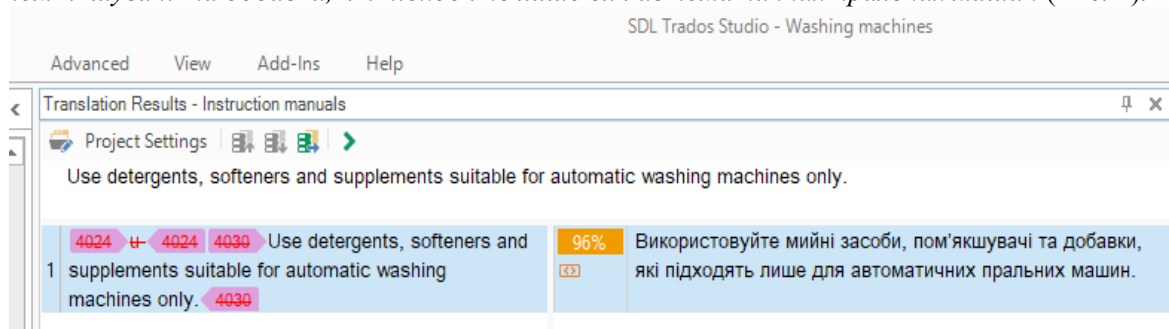 SDL Trados Studio - Washing machines
Advanced View Add-Ins Help
Translation Results - Instruction manuals
Project Settings
Use detergents, softeners and supplements suitable for automatic washing machines only.
4024 u 4024 4030 Use detergents, softeners and
1 supplements suitable for automatic washing
machines only. 4030
96% Використовуйте мийні засоби, пом'якшувачі та добавки,
які підходять лише для автоматичних пральних машин.